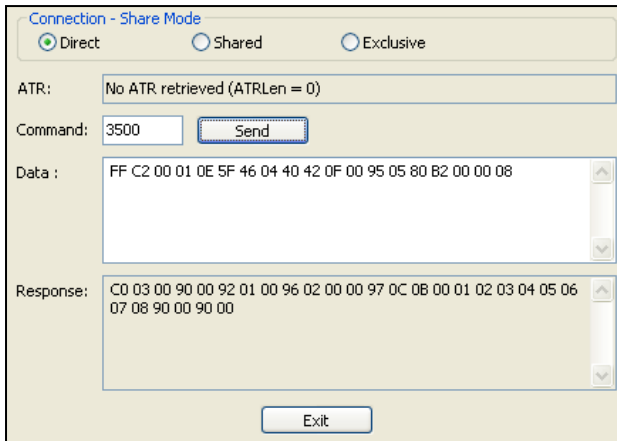 Connection - Share Mode
Direct Shared Exclusive
ATR: No ATR retrieved (ATRLen = 0)
Command: 3500 Send
Data : FF C2 00 01 0E 5F 46 04 40 42 0F 00 95 05 80 B2 00 00 08
Response: C0 03 00 90 00 92 01 00 96 02 00 00 97 0C 0B 00 01 02 03 04 05 06
07 08 90 00 90 00
Exit